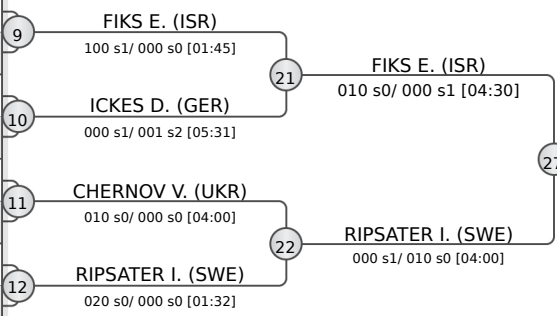 9
FIKS E. (ISR)
100 s1/ 000 s0 [01:45]
21
FIKS E. (ISR)
010 s0/ 000 s1 [04:30]
10
ICKES D. (GER)
000 s1/ 001 s2 [05:31]
27
11
CHERNOV V. (UKR)
010 s0/ 000 s0 [04:00]
22
RIPSATER I. (SWE)
000 s1/ 010 s0 [04:00]
12
RIPSATER I. (SWE)
020 s0/ 000 s0 [01:32]